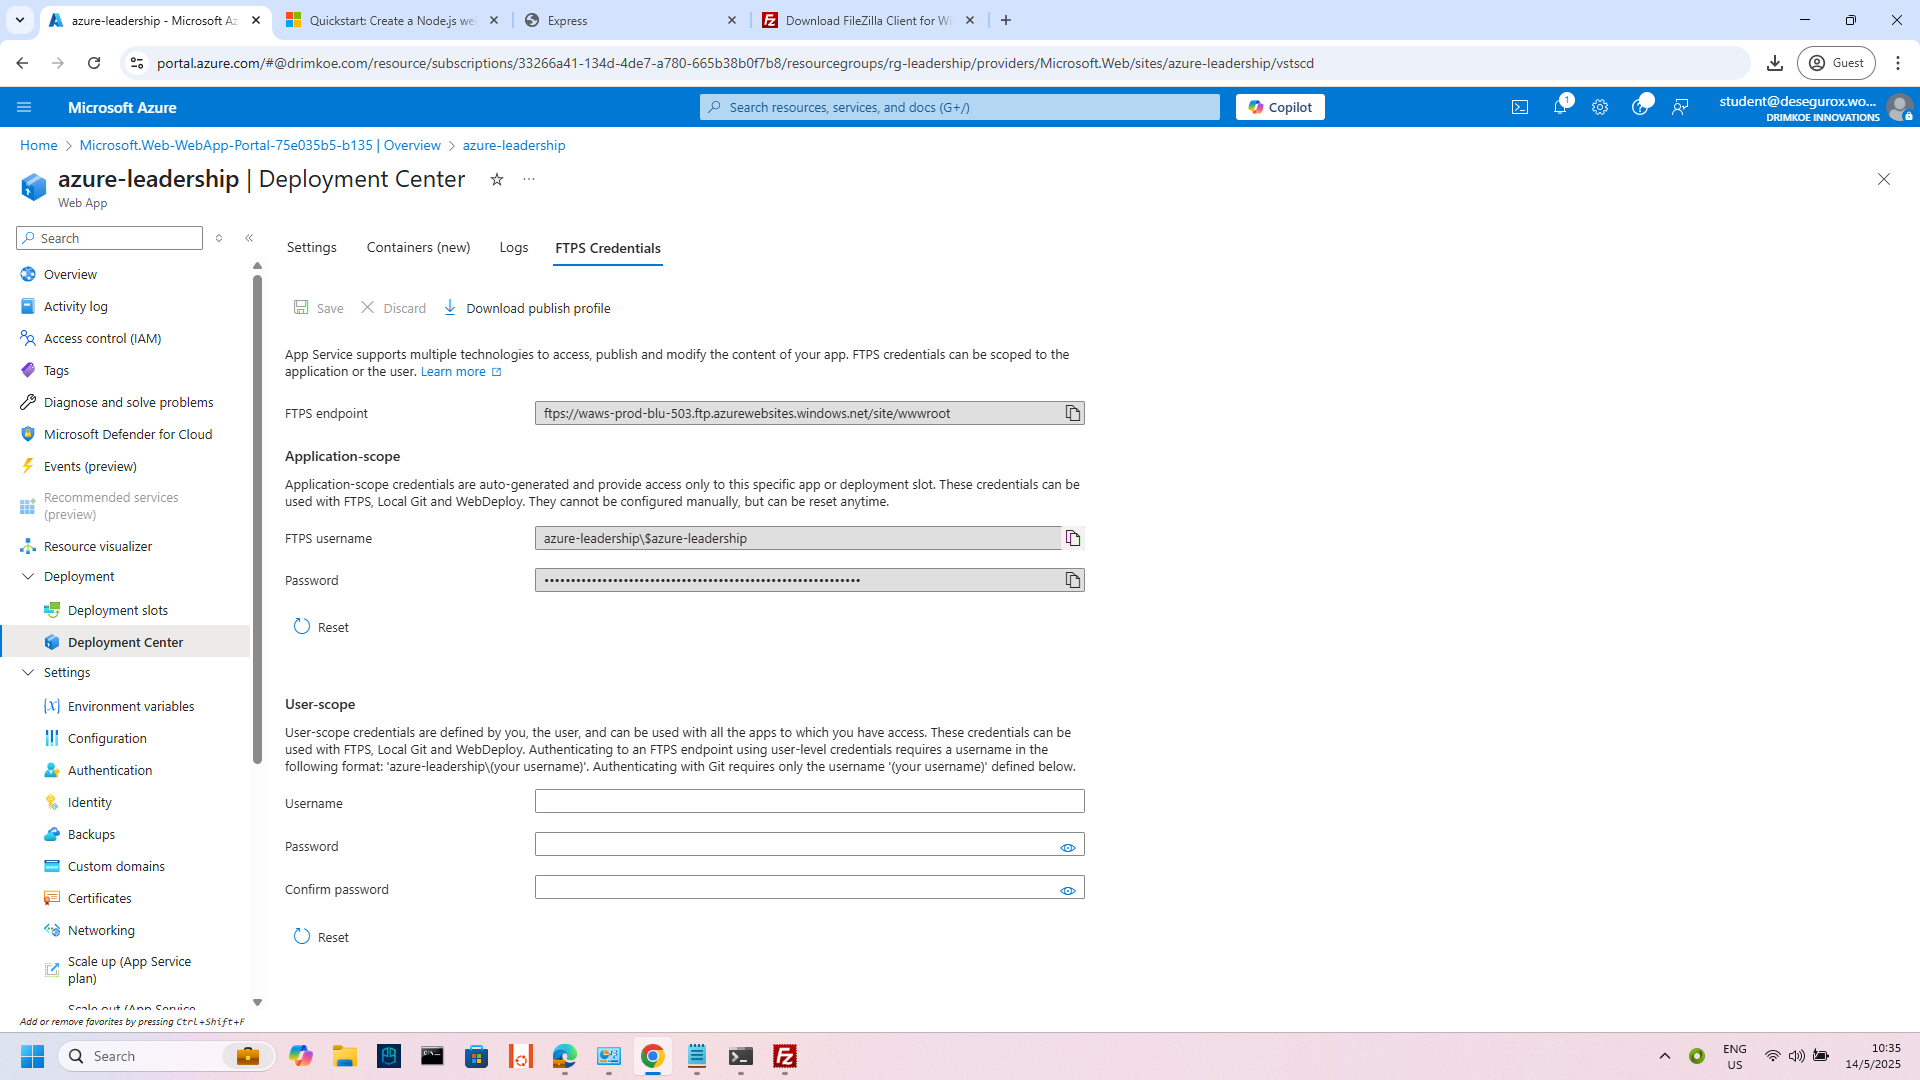 azure-leadership - Microsoft Az
Quickstart: Create a Node.js we
Express
Download FileZilla Client for Wi
portal.azure.com/#@drimkoe.com/resource/subscriptions/33266a41-134d-4de7-a780-665b38b0f7b8/resourcegroups/rg-leadership/providers/Microsoft.Web/sites/azure-leadership/vstscd
Guest
Microsoft Azure
Search resources, services, and docs (G+/)
Copilot
1
student@desegurox.wo...
DRIMKOE INNOVATIONS
Home
Microsoft.Web-WebApp-Portal-75e035b5-b135 | Overview
azure-leadership
azure-leadership | Deployment Center
Web App
Search
Overview
Activity log
Access control (IAM)
Tags
Diagnose and solve problems
Microsoft Defender for Cloud
Events (preview)
Recommended services
(preview)
Resource visualizer
Deployment
Deployment slots
Deployment Center
Settings
Environment variables
Configuration
Authentication
Identity
Backups
Custom domains
Certificates
Networking
Scale up (App Service
plan)
Scale out (App Service
Add or remove favorites by pressing Ctrl+Shift+F
Settings
Containers (new)
Logs
FTPS Credentials
Save
Discard
Download publish profile
App Service supports multiple technologies to access, publish and modify the content of your app. FTPS credentials can be scoped to the
application or the user. Learn more
FTPS endpoint
ftps://waws-prod-blu-503.ftp.azurewebsites.windows.net/site/wwwroot
Application-scope
Application-scope credentials are auto-generated and provide access only to this specific app or deployment slot. These credentials can be
used with FTPS, Local Git and WebDeploy. They cannot be configured manually, but can be reset anytime.
FTPS username
azure-leadership\$azure-leadership
Password
Reset
User-scope
User-scope credentials are defined by you, the user, and can be used with all the apps to which you have access. These credentials can be
used with FTPS, Local Git and WebDeploy. Authenticating to an FTPS endpoint using user-level credentials requires a username in the
following format: 'azure-leadership\(your username)'. Authenticating with Git requires only the username '(your username)' defined below.
Username
Password
Confirm password
Reset
Search
ENG
US
10:35
14/5/2025